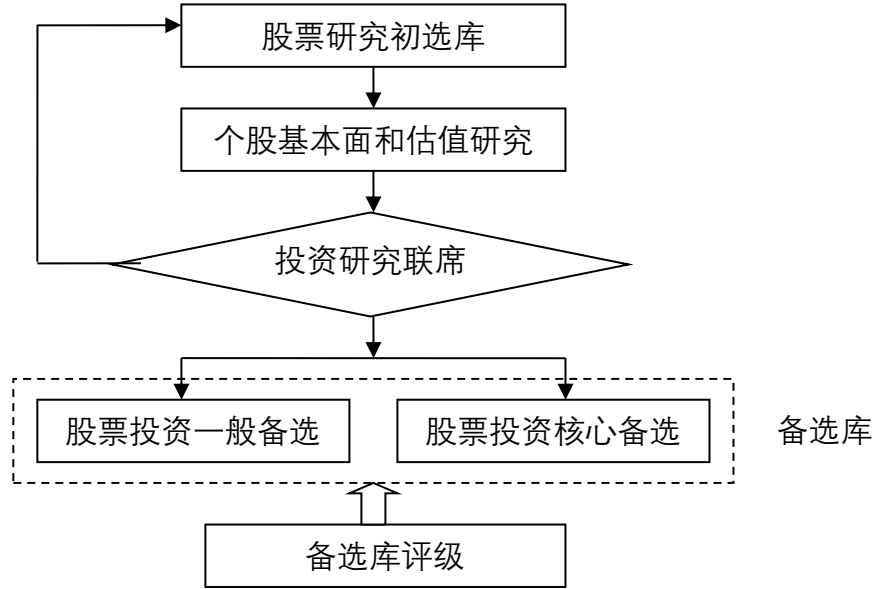 股票研究初选库
个股基本面和估值研究
投资研究联席
股票投资一般备选
股票投资核心备选
备选库
备选库评级